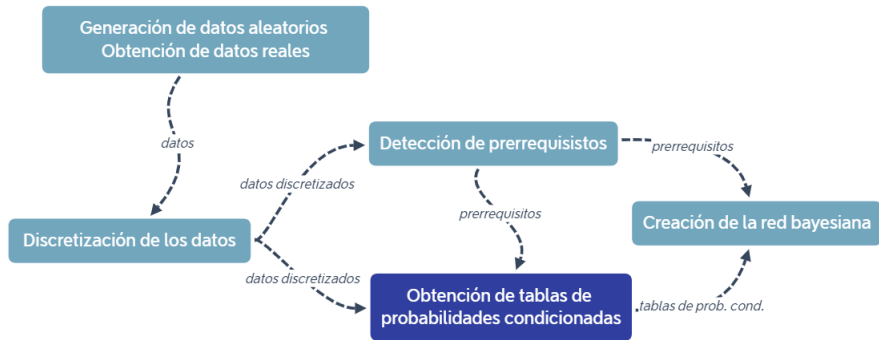 Generación de datos aleatorios
Obtención de datos reales
datos
Detección de prerrequisistos
prerrequisitos
datos discretizados
prerrequisitos
Creación de la red bayesiana
Discretización de los datos
datos discretizados
Obtención de tablas de
probabilidades condicionadas
tablas de prob. cond.